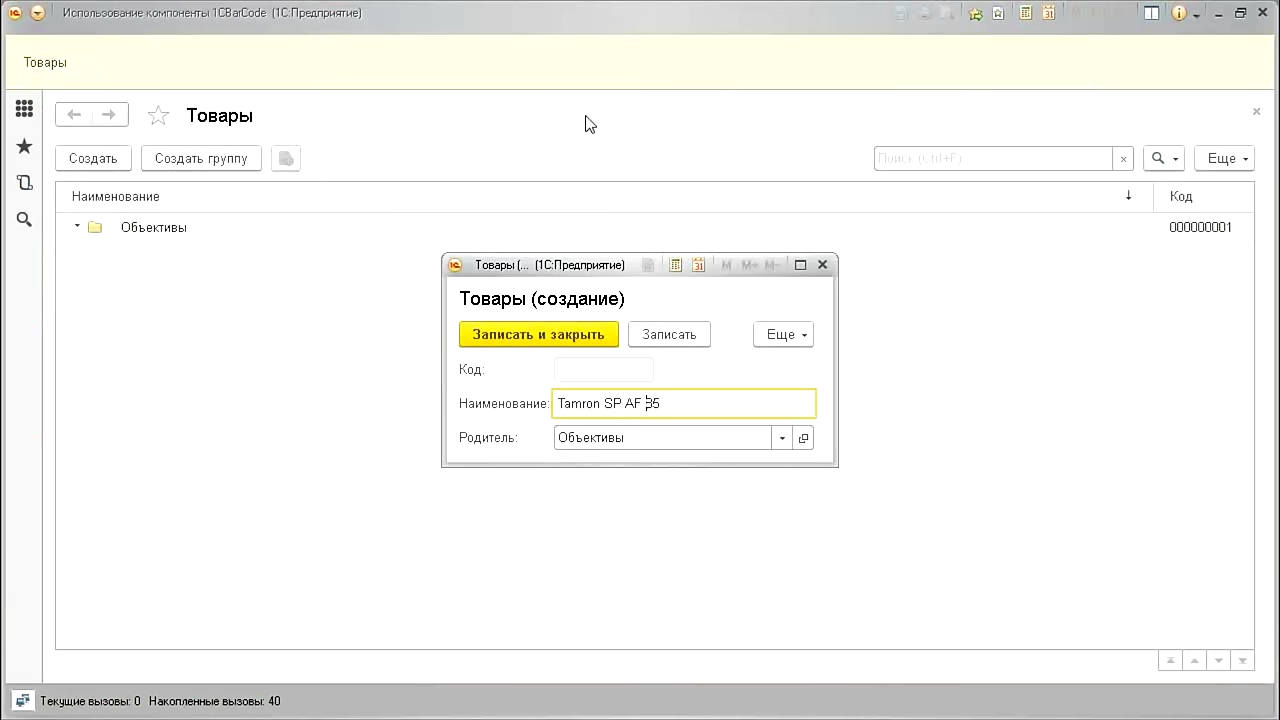 Использование компоненты 1CBarCode (1С:Предприятие)
Товары
Товары
Создать
Создать группу
Поиск (Ctrl+F)
Еще
Наименование
Код
Объективы
000000001
Товары (... (1С:Предприятие)
M M+ M-
Товары (создание)
Записать и закрыть
Записать
Еще
Код:
Наименование:
Tamron SP AF 35
Родитель:
Объективы
Текущие вызовы: 0 Накопленные вызовы: 40